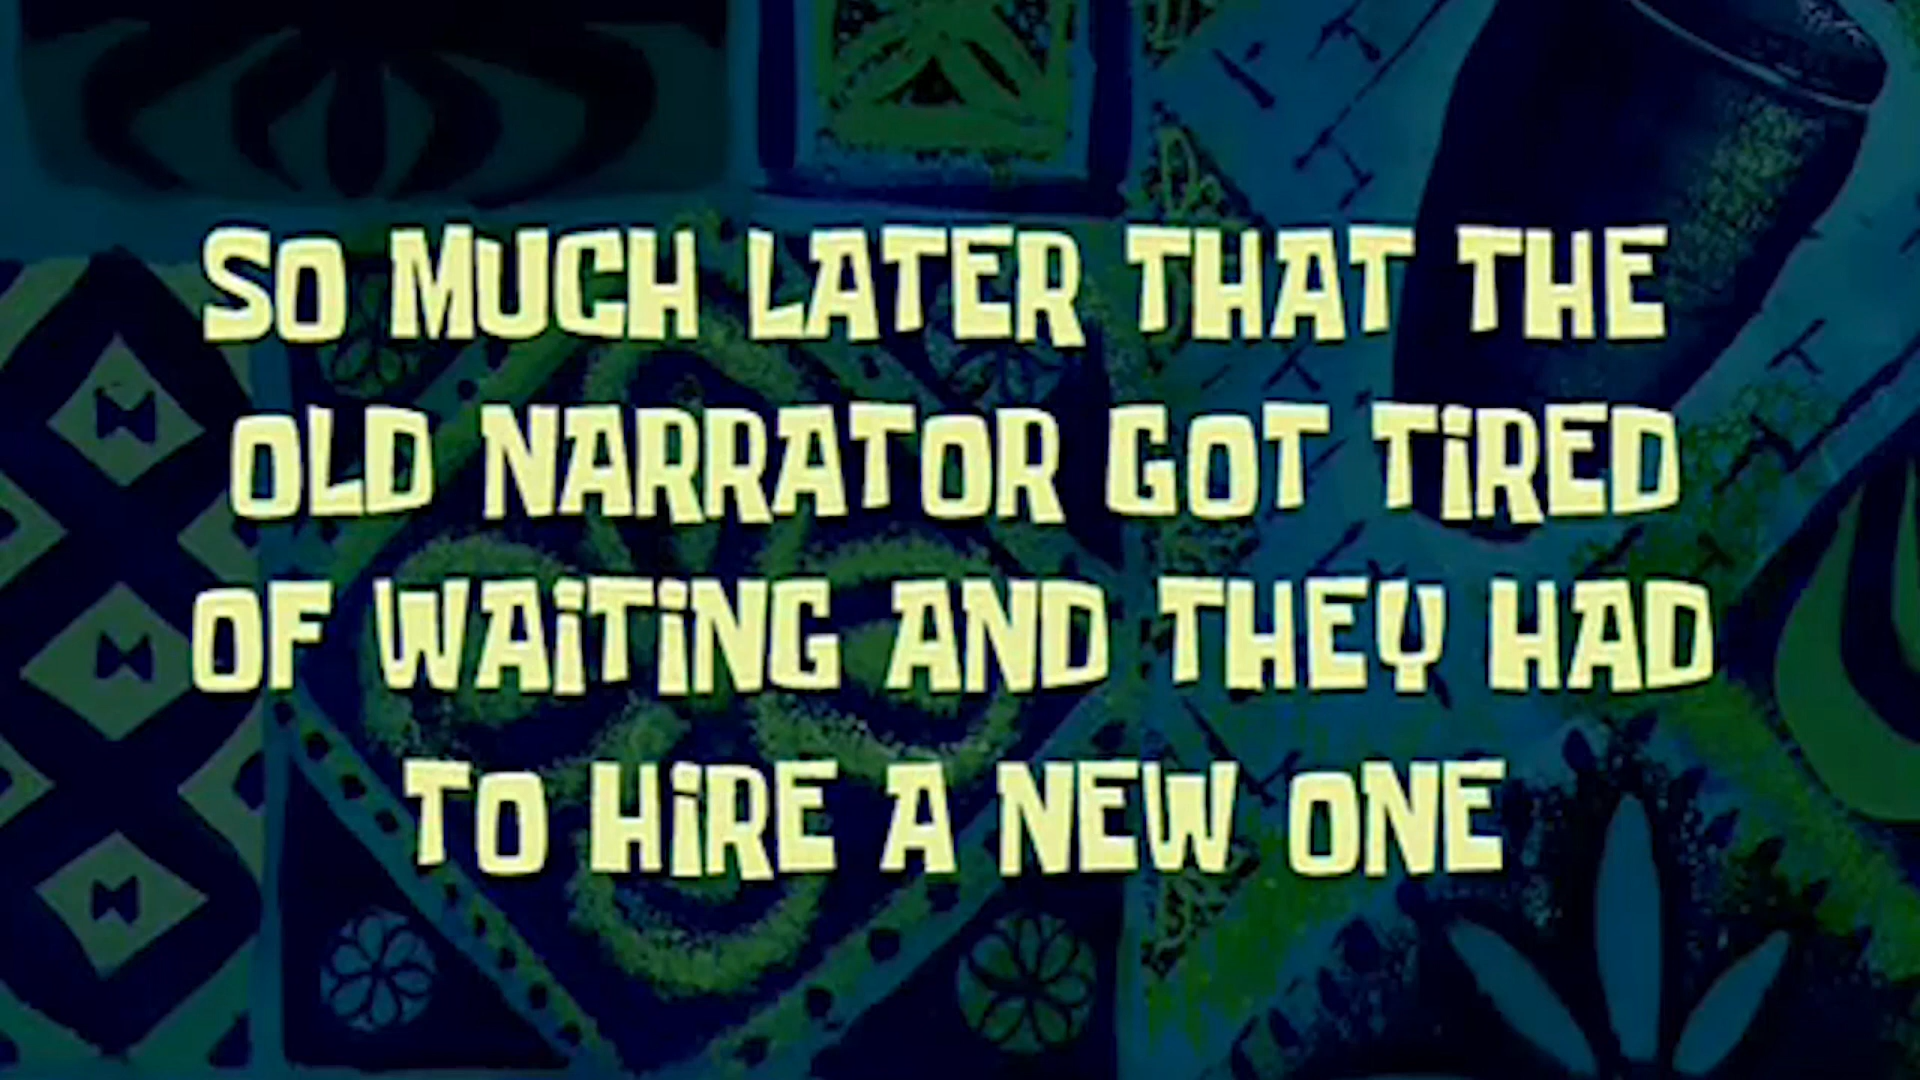 SO MUCH LATER THAT THE
OLD NARRATOR GOT TiRED
OF WAiTiNG AND THEY HAD
TO HiRE A NEW ONE